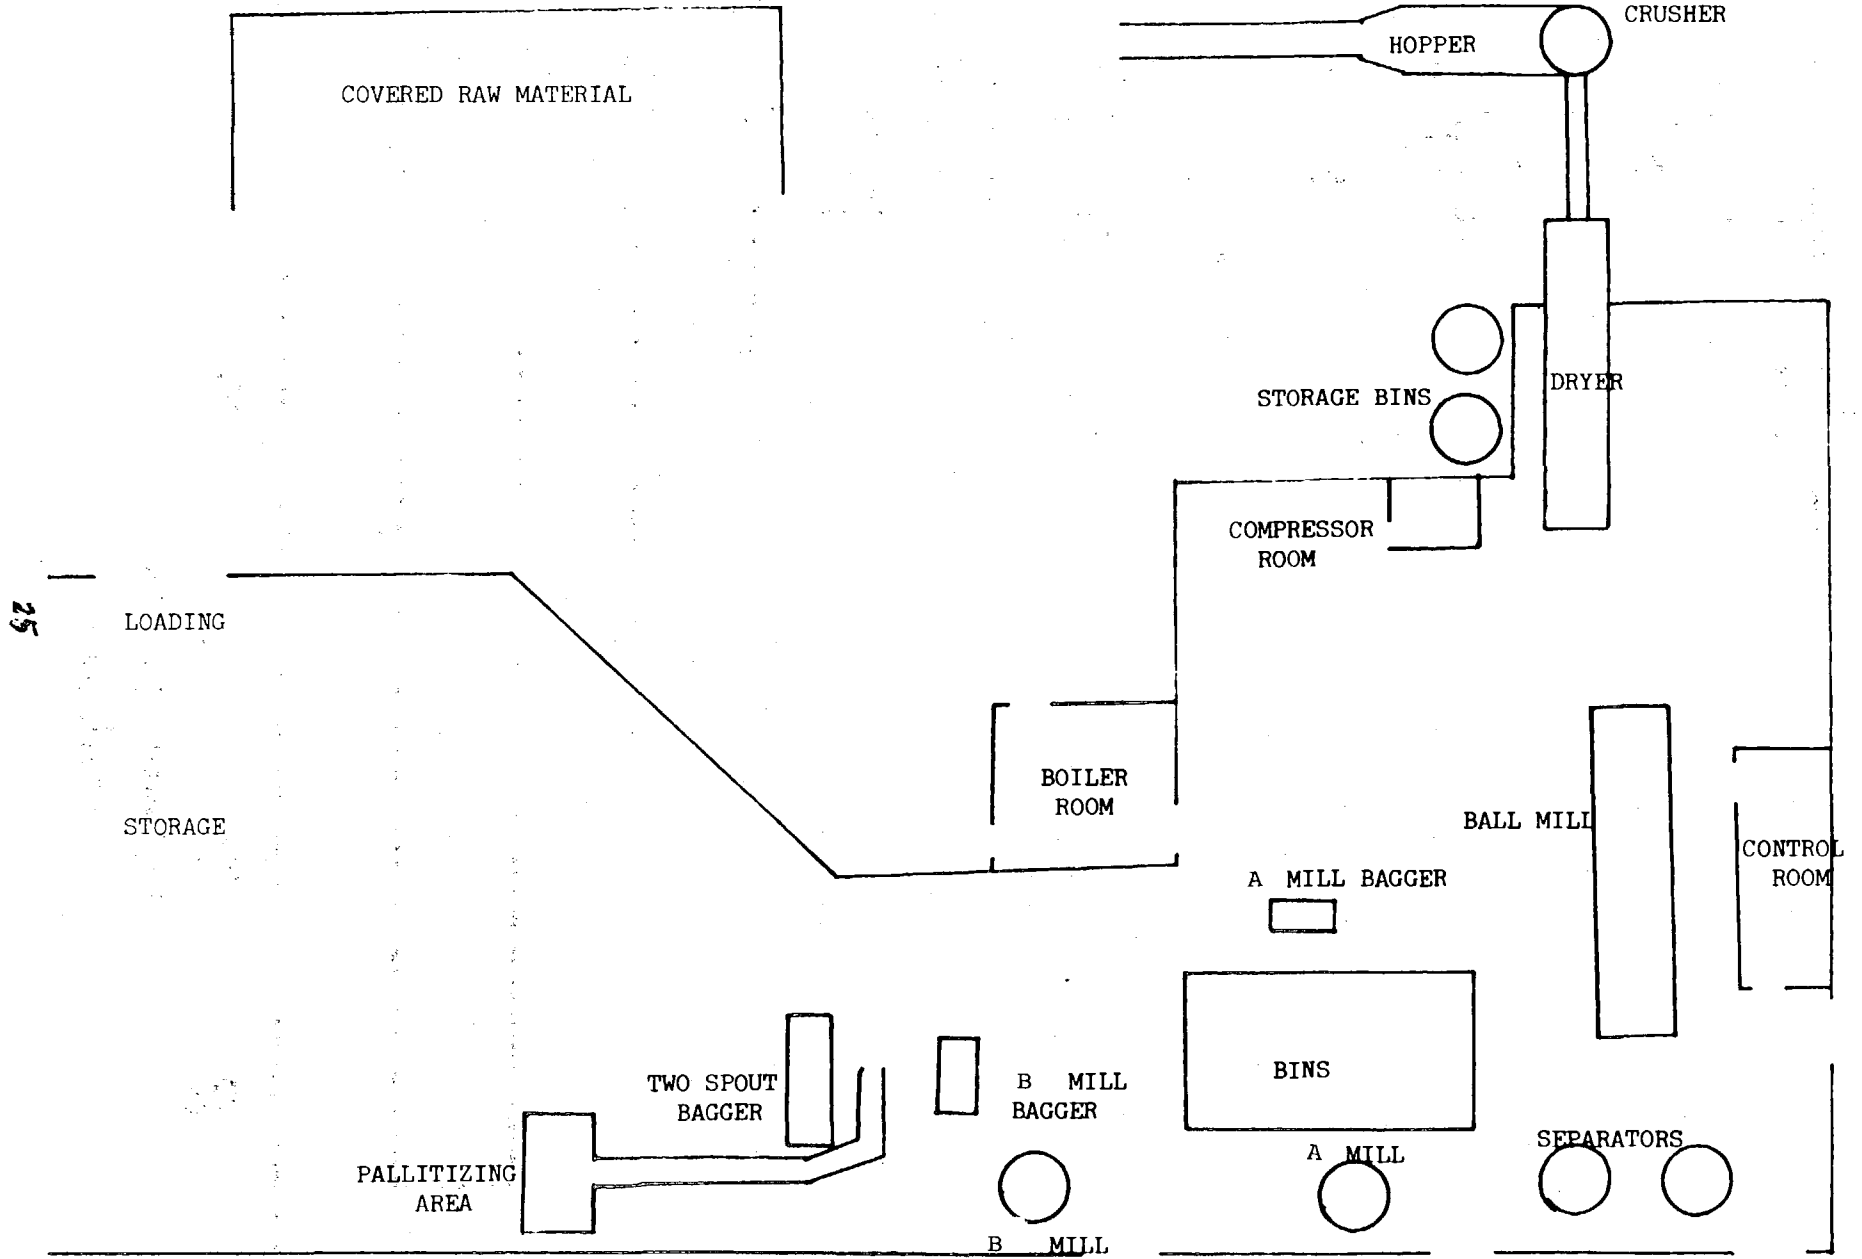 CRUSHER
HOPPER
COVERED RAW MATERIAL
DRYER
STORAGE BINS
COMPRESSOR
ROOM
25
LOADING
BOILER
ROOM
STORAGE
BALL MILL
CONTROL
ROOM
A MILL BAGGER
BINS
TWO SPOUT
BAGGER
B MILL
BAGGER
SEPARATORS
A MILL
PALLITIZING
AREA
B MILL